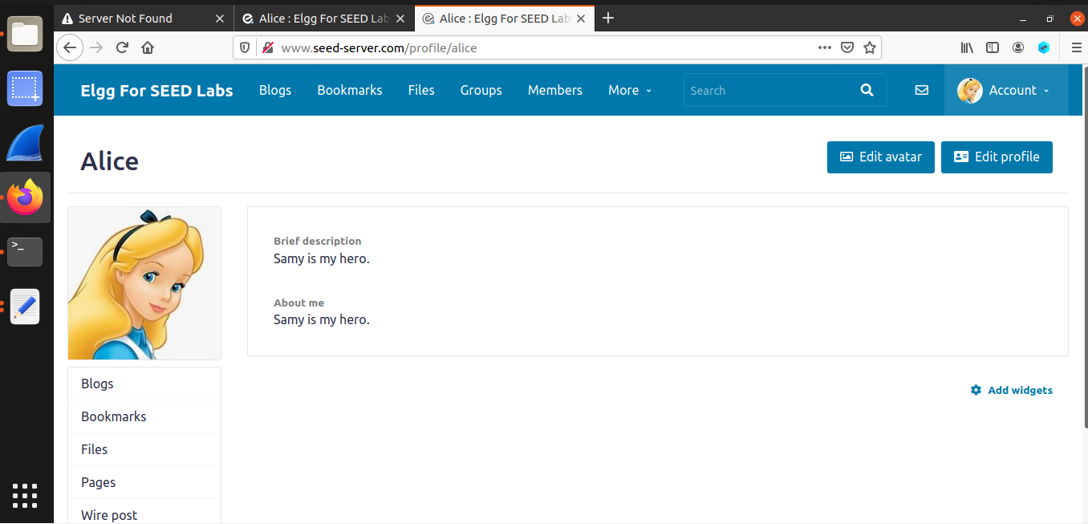 Server Not Found
Alice : Elgg For SEED Lab
Alice : Elgg For SEED Lab
www.seed-server.com/profile/alice
Elgg For SEED Labs Blogs Bookmarks Files Groups Members More Search Account
Alice
Edit avatar Edit profile
Brief description
Samy is my hero.
About me
Samy is my hero.
Add widgets
Blogs
Bookmarks
Files
Pages
Wire post